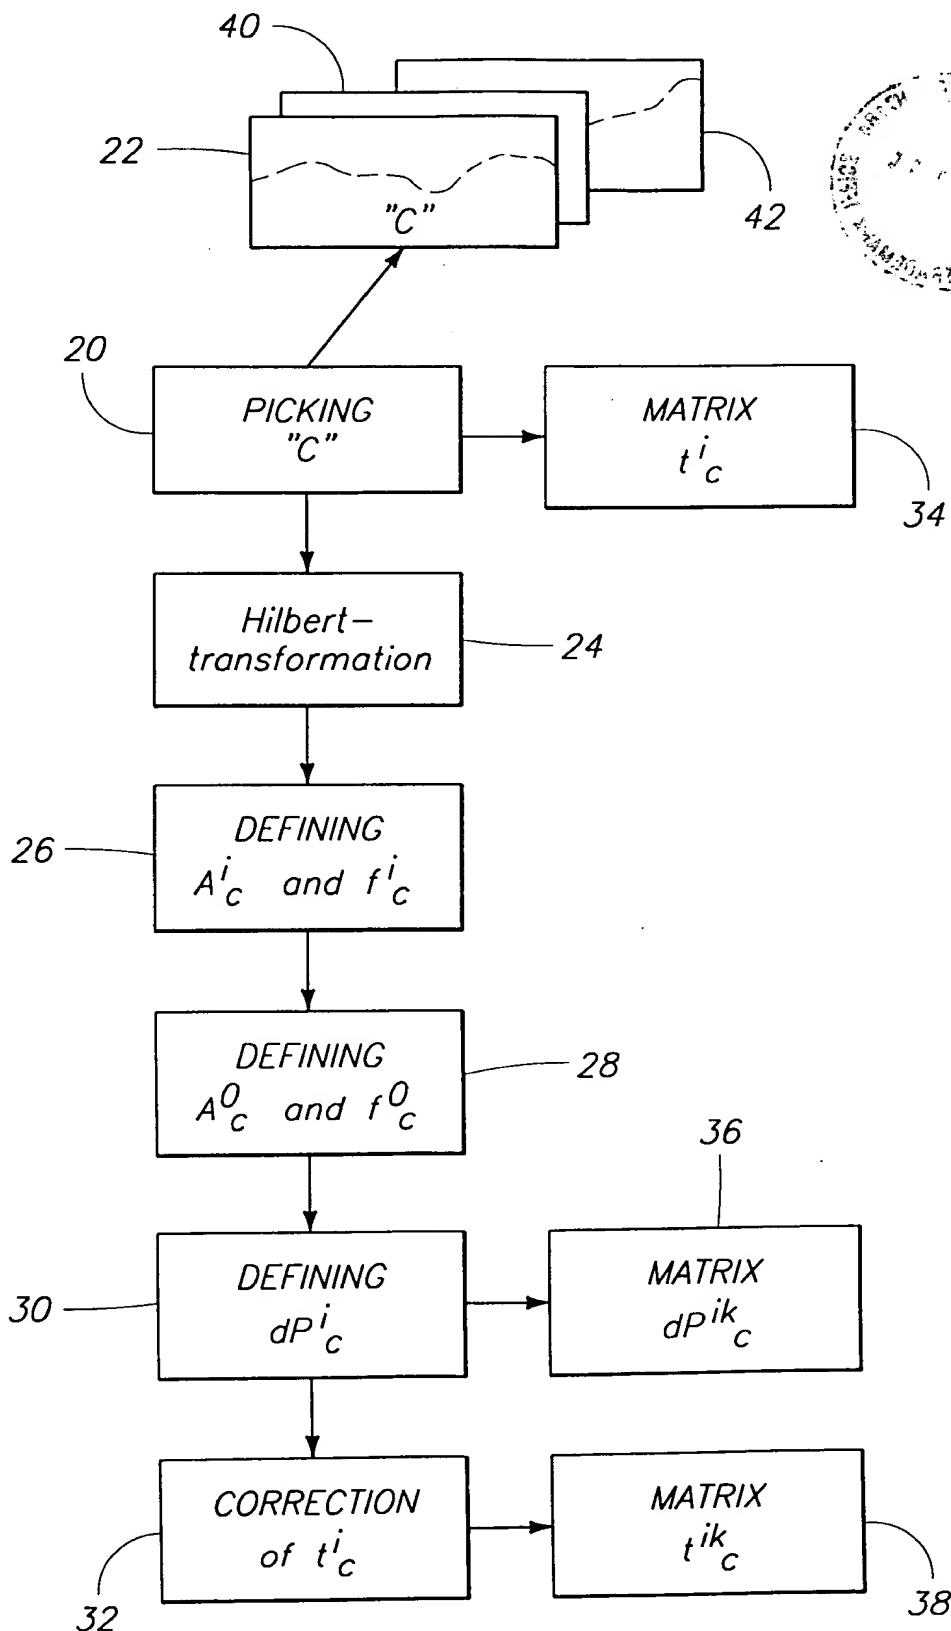 40
22
"C"
42
20
PICKING
"C"
MATRIX
t^i_c
34
Hilbert-
transformation
24
DEFINING
A^i_c and f^i_c
26
DEFINING
A^0_c and f^0_c
28
36
DEFINING
dP^i_c
30
MATRIX
dP^ik_c
CORRECTION
of t^i_c
32
MATRIX
t^ik_c
38